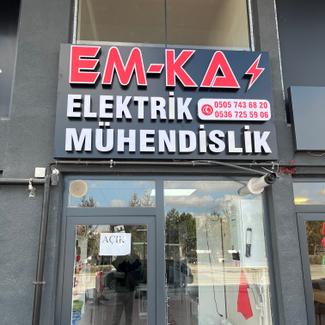 EM-KA
ELEKTRİK
0505 743 68 20
0536 725 59 06
MÜHENDİSLİK
AÇIK